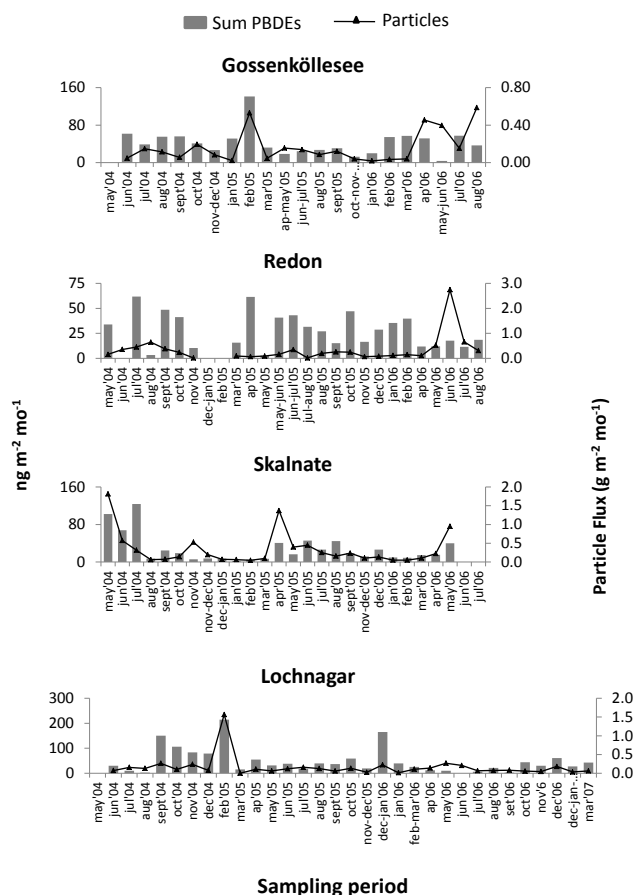 Sum PBDEs Particles
Gossenköllesee
160
80
0
0.80
0.40
0.00
may'04
jun'04
jul'04
aug'04
sept'04
oct'04
nov-dec'04
jan'05
feb'05
mar'05
ap-may'05
jun-jul'05
aug'05
sept'05
oct-nov-…
jan'06
feb'06
mar'06
ap'06
may-jun'06
jul'06
aug'06
Redon
75
50
25
0
3.0
2.0
1.0
0.0
may'04
jun'04
jul'04
aug'04
sept'04
oct'04
nov'04
dec-jan'05
feb'05
mar'05
ap'05
may-jun'05
jun-jul'05
jul-aug'05
aug'05
sept'05
oct'05
nov'05
dec'05
jan'06
feb'06
ap'06
may'06
jun'06
jul'06
aug'06
ng m-2 mo-1
Particle Flux (g m-2 mo-1)
Skalnate
160
80
0
2.0
1.5
1.0
0.5
0.0
may'04
jun'04
jul'04
aug'04
sept'04
oct'04
nov'04
nov-dec'04
dec-jan'05
jan'05
feb'05
mar'05
apr'05
may'05
jun'05
jul'05
aug'05
sept'05
nov-dec'05
dec'05
jan'06
feb'06
mar'06
apr'06
may'06
jun'06
jul'06
Lochnagar
300
200
100
0
2.0
1.5
1.0
0.5
0.0
may'04
jun'04
jul'04
aug'04
sept'04
oct'04
nov'04
dec'04
feb'05
mar'05
ap'05
may'05
jun'05
jul'05
aug'05
sept'05
oct'05
nov-dec'05
dec-jan'06
jan'06
feb-mar'06
ap'06
may'06
jun'06
jul'06
aug'06
set'06
oct'06
nov'6
dec'06
dec-jan-…
mar'07
Sampling period